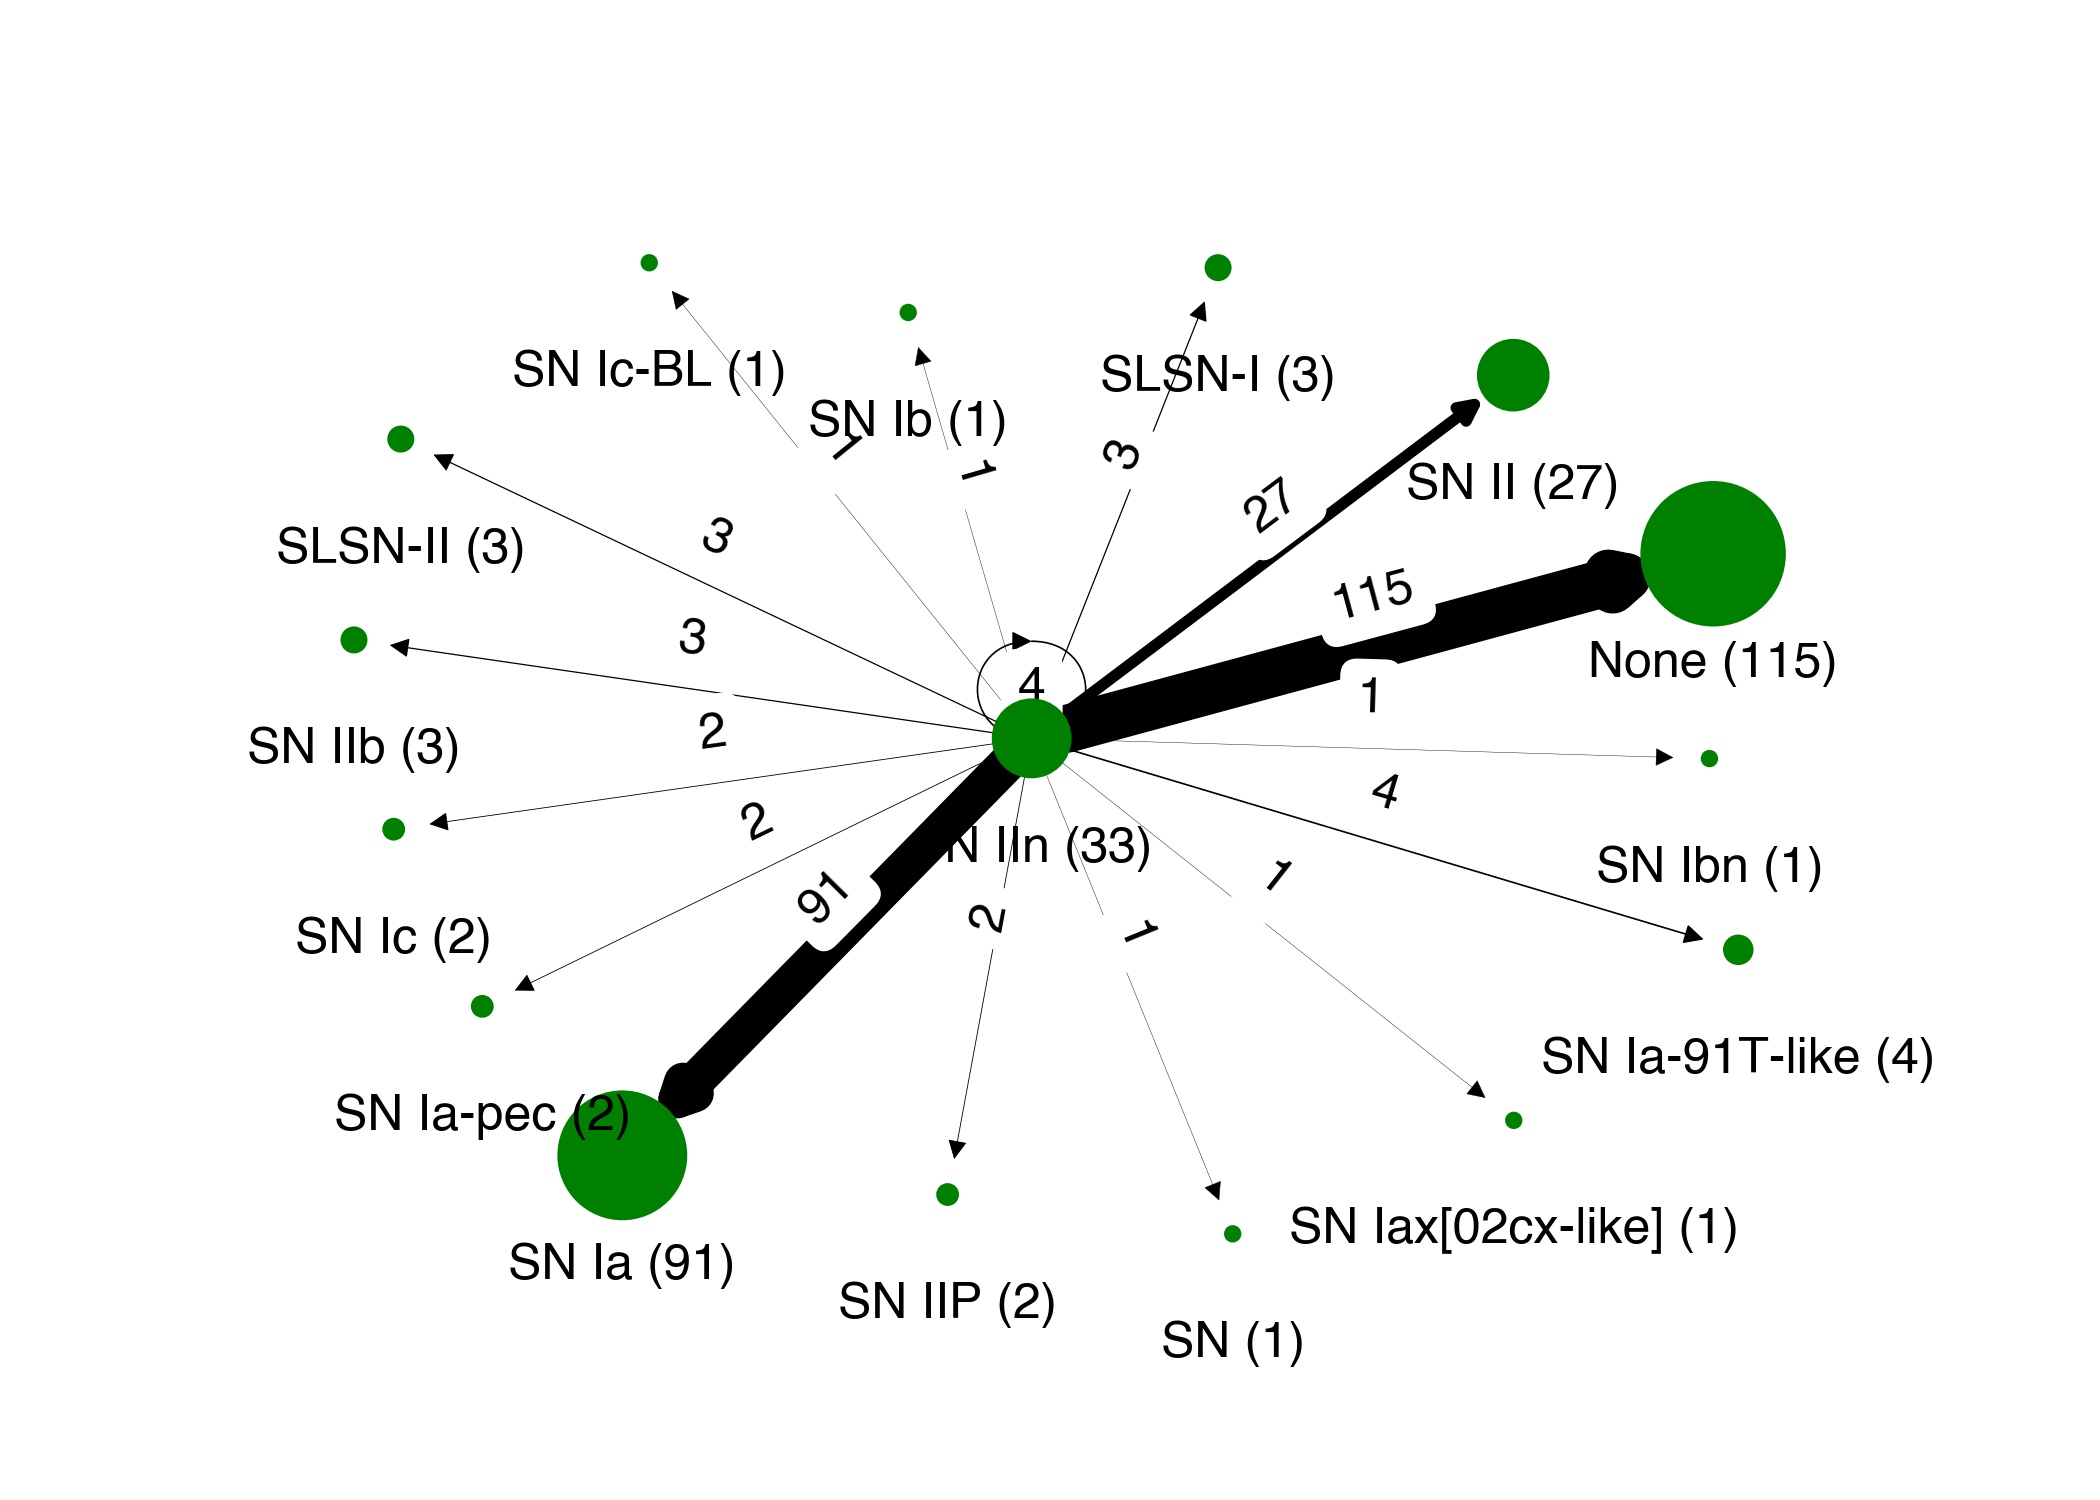 SN Ic-BL (1)
SN Ib (1)
SLSN-I (3)
1
1
3
27
SN II (27)
SLSN-II (3)
3
115
3
4
1
None (115)
SN IIb (3)
2
2
4
N IIn (33)
SN Ibn (1)
SN Ic (2)
91
2
1
1
SN Ia-91T-like (4)
SN Ia-pec (2)
SN Ia (91)
SN IIP (2)
SN Iax[02cx-like] (1)
SN (1)